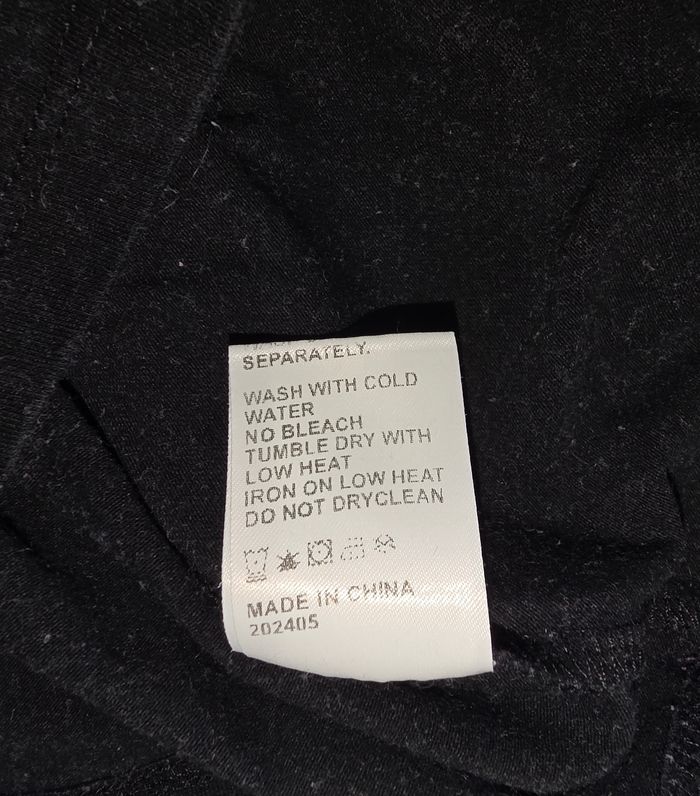 SEPARATELY.
WASH WITH COLD
WATER
NO BLEACH
TUMBLE DRY WITH
LOW HEAT
IRON ON LOW HEAT
DO NOT DRYCLEAN
MADE IN CHINA
202405